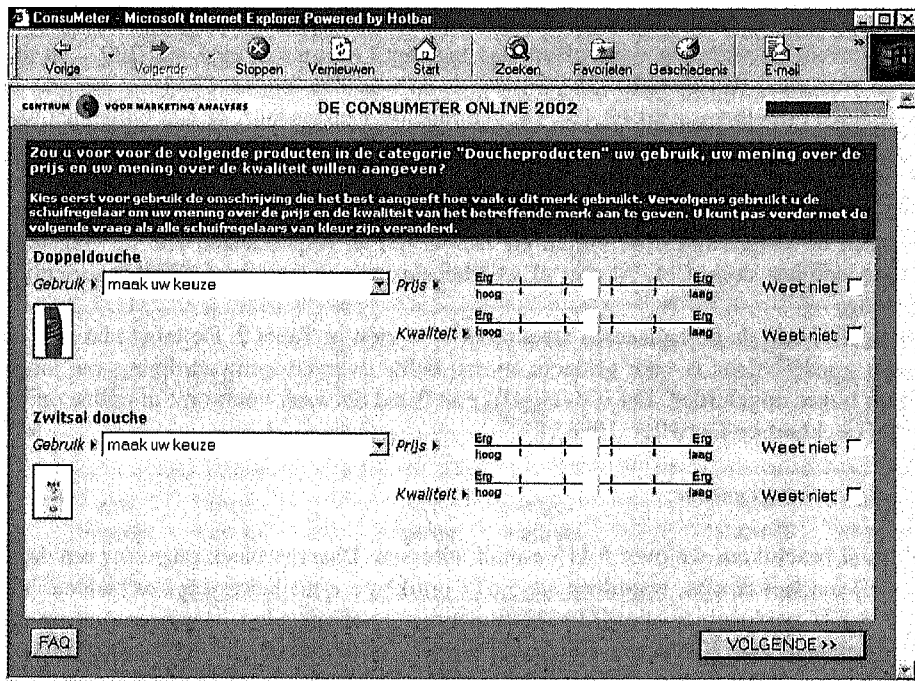 ConsuMeter - Microsoft Internet Explorer Powered by Hotbar
Vorige Volgende Stoppen Vernieuwen Start Zoeken Favorieten Geschiedenis E-mail »
CENTRUM VOOR MARKETING ANALYSES DE CONSUMETER ONLINE 2002
Zou u voor voor de volgende producten in de categorie "Doucheproducten" uw gebruik, uw mening over de
prijs en uw mening over de kwaliteit willen aangeven?
Kies eerst voor gebruik de omschrijving die het best aangeeft hoe vaak u dit merk gebruikt. Vervolgens gebruikt u de
schuifregelaar om uw mening over de prijs en de kwaliteit van het betreffende merk aan te geven. U kunt pas verder met de
volgende vraag als alle schuifregelaars van kleur zijn veranderd.
Doppeldouche
Gebruik maak uw keuze Prijs Erg hoog Erg laag Weet niet
Kwaliteit Erg hoog Erg laag Weet niet
Zwitsal douche
Gebruik maak uw keuze Prijs Erg hoog Erg laag Weet niet
Kwaliteit Erg hoog Erg laag Weet niet
FAQ VOLGENDE >>